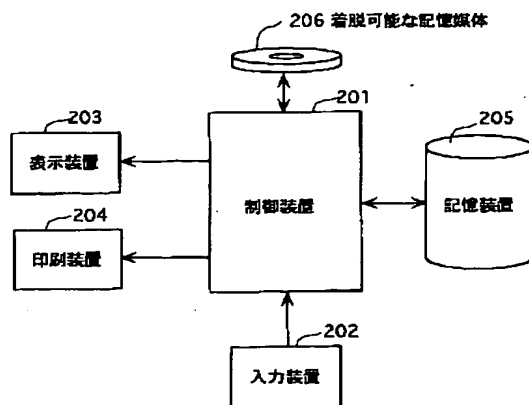 206 着脱可能な記憶媒体
201
203
表示装置
204
印刷装置
制御装置
205
記憶装置
202
入力装置